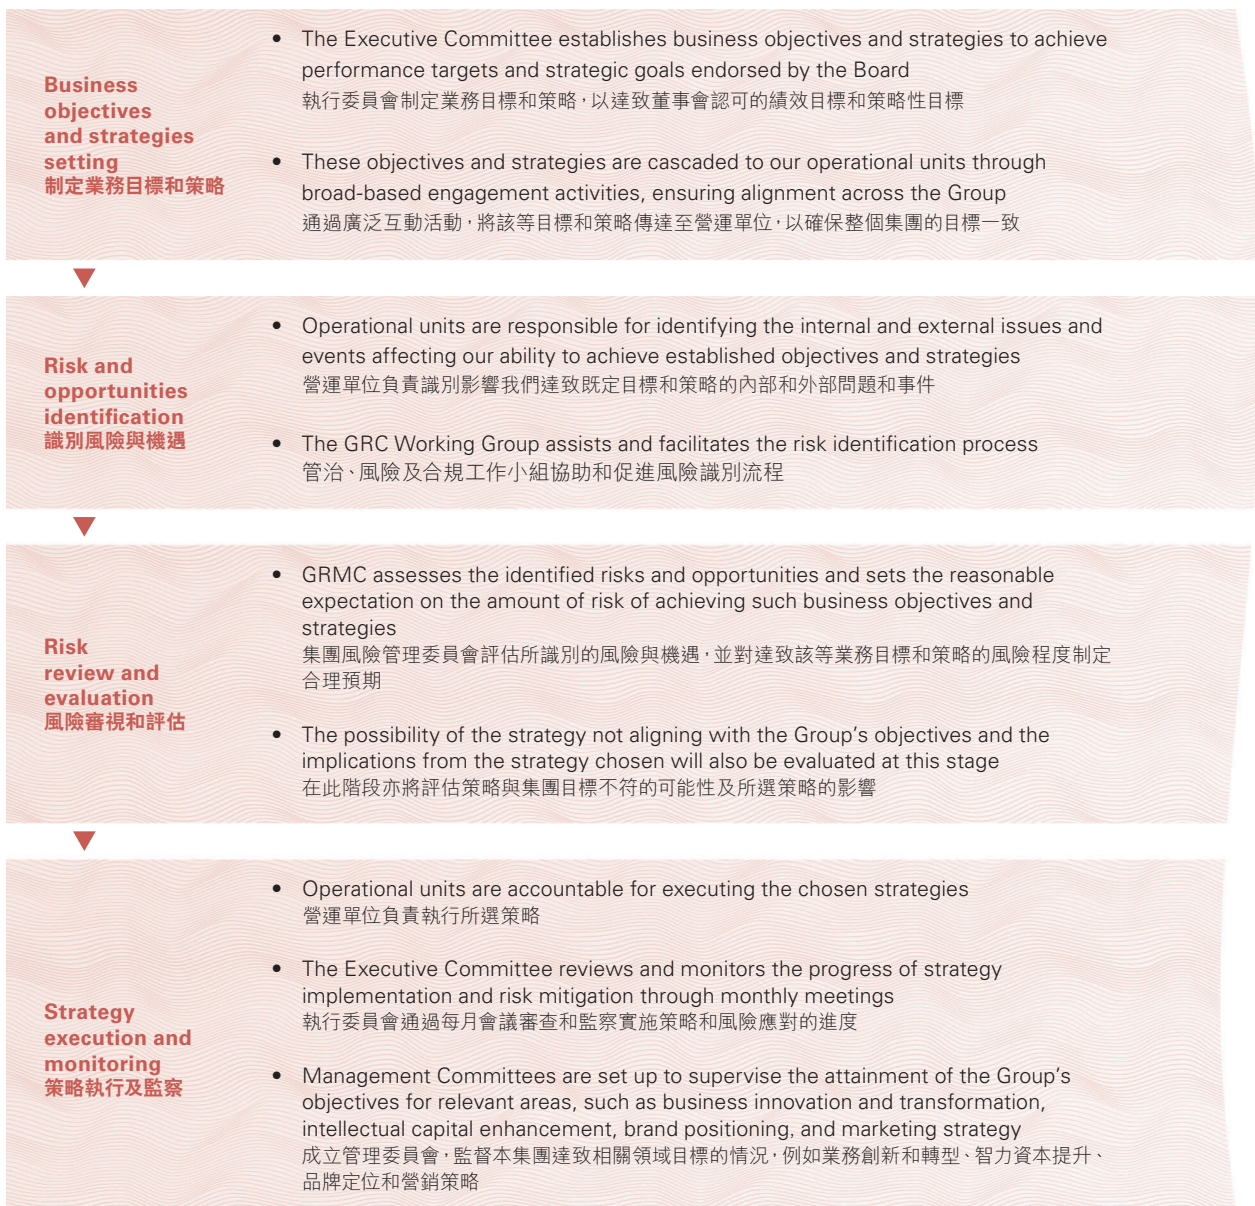 Business
objectives
and strategies
setting
制定業務目標和策略
• The Executive Committee establishes business objectives and strategies to achieve
performance targets and strategic goals endorsed by the Board
執行委員會制定業務目標和策略，以達致董事會認可的績效目標和策略性目標
• These objectives and strategies are cascaded to our operational units through
broad-based engagement activities, ensuring alignment across the Group
通過廣泛互動活動，將該等目標和策略傳達至營運單位，以確保整個集團的目標一致
Risk and
opportunities
identification
識別風險與機遇
• Operational units are responsible for identifying the internal and external issues and
events affecting our ability to achieve established objectives and strategies
營運單位負責識別影響我們達致既定目標和策略的內部和外部問題和事件
• The GRC Working Group assists and facilitates the risk identification process
管治、風險及合規工作小組協助和促進風險識別流程
Risk
review and
evaluation
風險審視和評估
• GRMC assesses the identified risks and opportunities and sets the reasonable
expectation on the amount of risk of achieving such business objectives and
strategies
集團風險管理委員會評估所識別的風險與機遇，並對達致該等業務目標和策略的風險程度制定
合理預期
• The possibility of the strategy not aligning with the Group's objectives and the
implications from the strategy chosen will also be evaluated at this stage
在此階段亦將評估策略與集團目標不符的可能性及所選策略的影響
Strategy
execution and
monitoring
策略執行及監察
• Operational units are accountable for executing the chosen strategies
營運單位負責執行所選策略
• The Executive Committee reviews and monitors the progress of strategy
implementation and risk mitigation through monthly meetings
執行委員會通過每月會議審查和監察實施策略和風險應對的進度
• Management Committees are set up to supervise the attainment of the Group's
objectives for relevant areas, such as business innovation and transformation,
intellectual capital enhancement, brand positioning, and marketing strategy
成立管理委員會，監督本集團達致相關領域目標的情況，例如業務創新和轉型、智力資本提升、
品牌定位和營銷策略